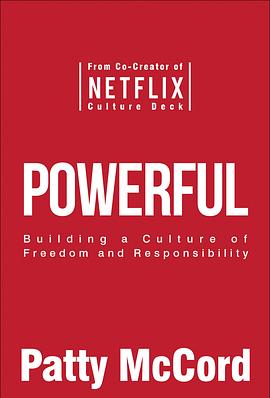 From Co-Creator of
NETFLIX
Culture Deck
POWERFUL
Building a Culture of
Freedom and Responsibility
Patty McCord